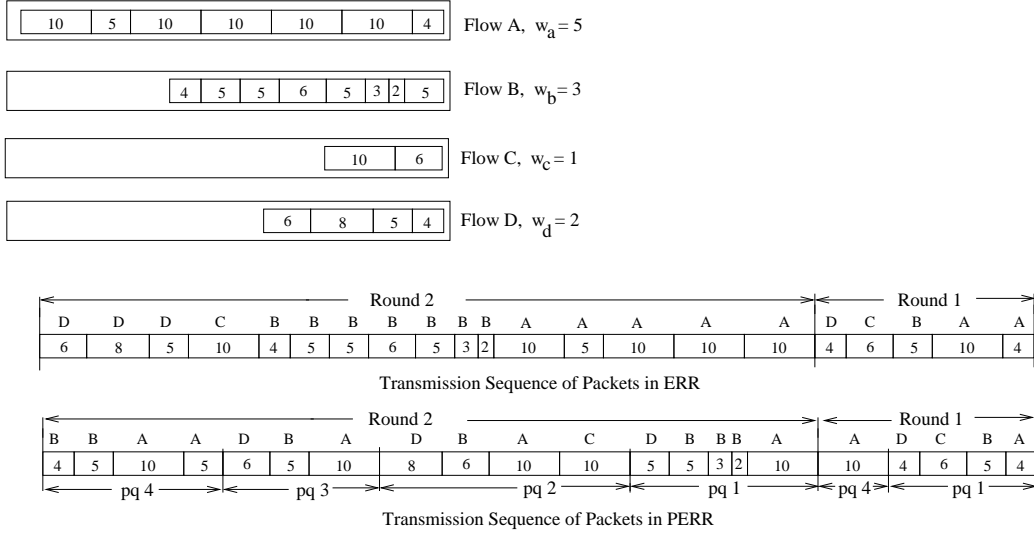 10 5 10 10 10 4 Flow A, w_a = 5
4 5 5 6 5 3 2 5 Flow B, w_b = 3
10 6 Flow C, w_c = 1
6 8 5 4 Flow D, w_d = 2
Round 2 Round 1
D D D C B B B B B B B A A A A A D C B A A
6 8 5 10 4 5 5 6 5 3 2 10 5 10 10 10 4 6 5 10 4
Transmission Sequence of Packets in ERR
Round 2 Round 1
B B A A D B A D B A C D B B B A A D C B A
4 5 10 5 6 5 10 8 6 10 10 5 5 3 2 10 10 4 6 5 4
pq 4 pq 3 pq 2 pq 1 pq 4 pq 1
Transmission Sequence of Packets in PERR